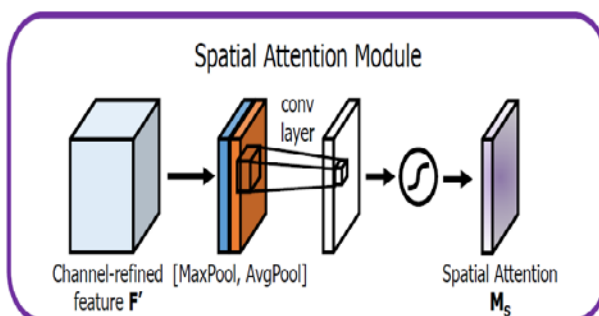 Spatial Attention Module
conv
layer
Channel-refined
feature F'
[MaxPool, AvgPool]
Spatial Attention
Ms